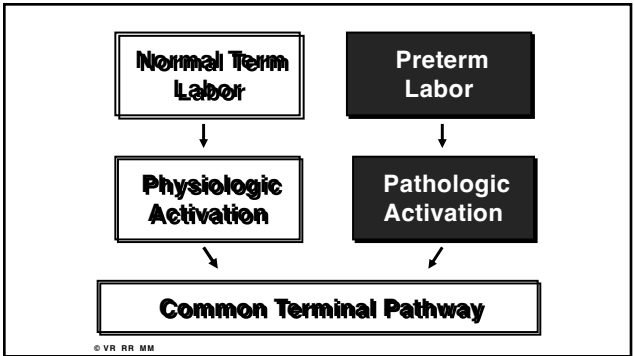 Normal Term
Labor
Preterm
Labor
Physiologic
Activation
Pathologic
Activation
Common Terminal Pathway
© VR RR MM